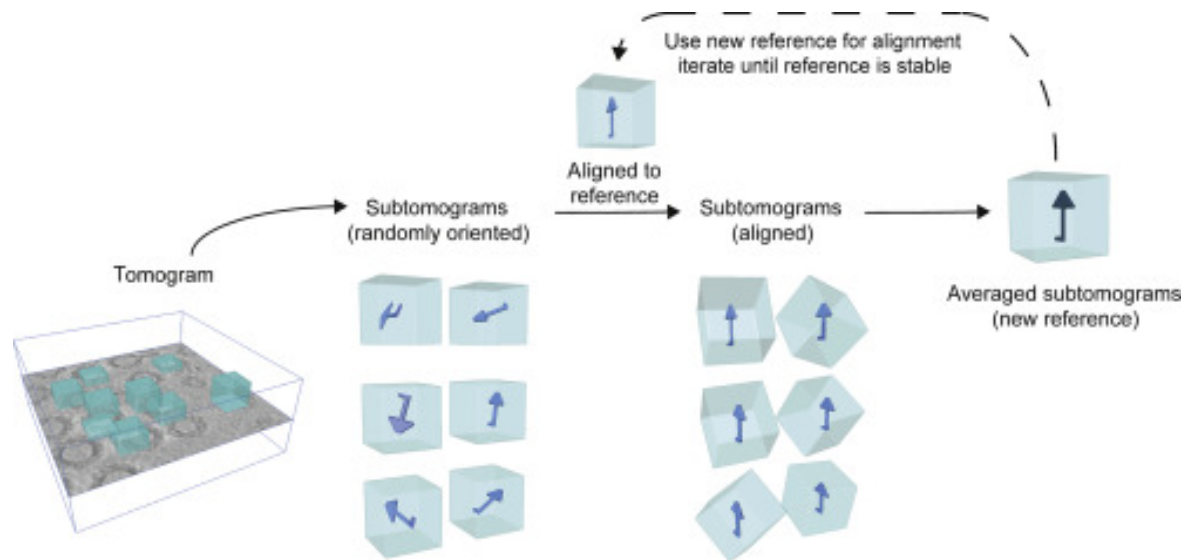 Use new reference for alignment
iterate until reference is stable
Aligned to
reference
Subtomograms
(randomly oriented)
Subtomograms
(aligned)
Tomogram
Averaged subtomograms
(new reference)